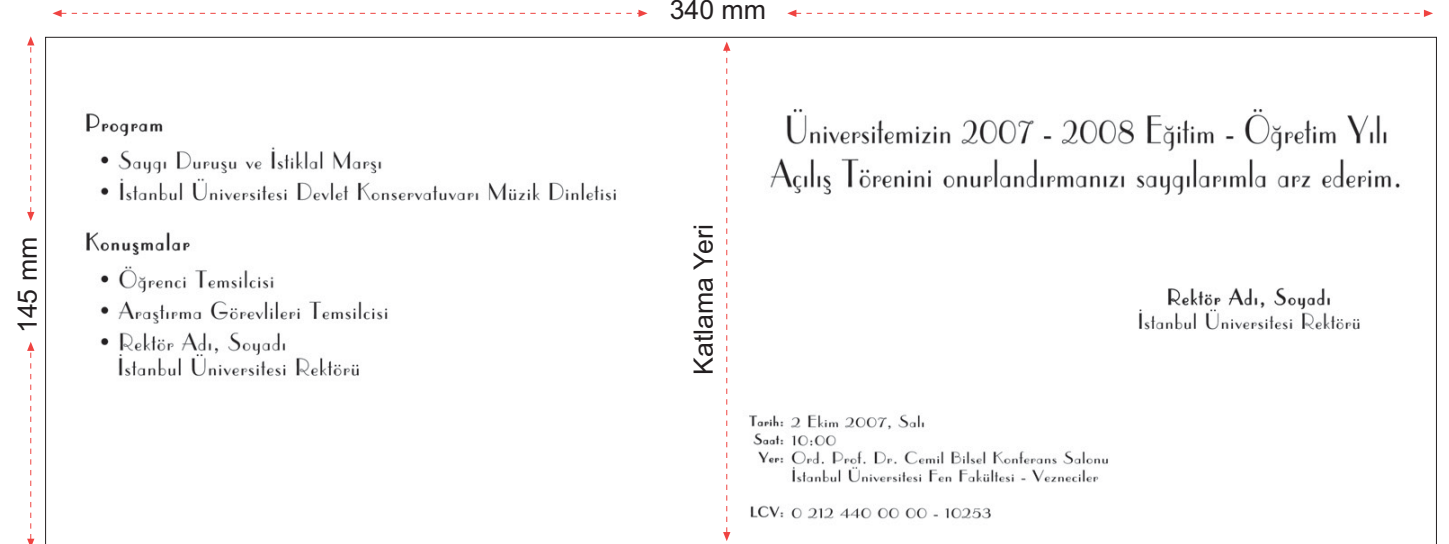 340 mm
145 mm
Program
• Saygı Duruşu ve İstiklal Marşı
• İstanbul Üniversitesi Devlet Konservatuvarı Müzik Dinletisi
Konuşmalar
• Öğrenci Temsilcisi
• Araştırma Görevlileri Temsilcisi
• Rektör Adı, Soyadı
İstanbul Üniversitesi Rektörü
Katlama Yeri
Üniversitemizin 2007 - 2008 Eğitim - Öğretim Yılı
Açılış Törenini onurlandırmanızı saygılarımla arz ederim.
Rektör Adı, Soyadı
İstanbul Üniversitesi Rektörü
Tarih: 2 Ekim 2007, Salı
Saat: 10:00
Yer: Ord. Prof. Dr. Cemil Bilsel Konferans Salonu
İstanbul Üniversitesi Fen Fakültesi - Vezneciler
LCV: 0 212 440 00 00 - 10253